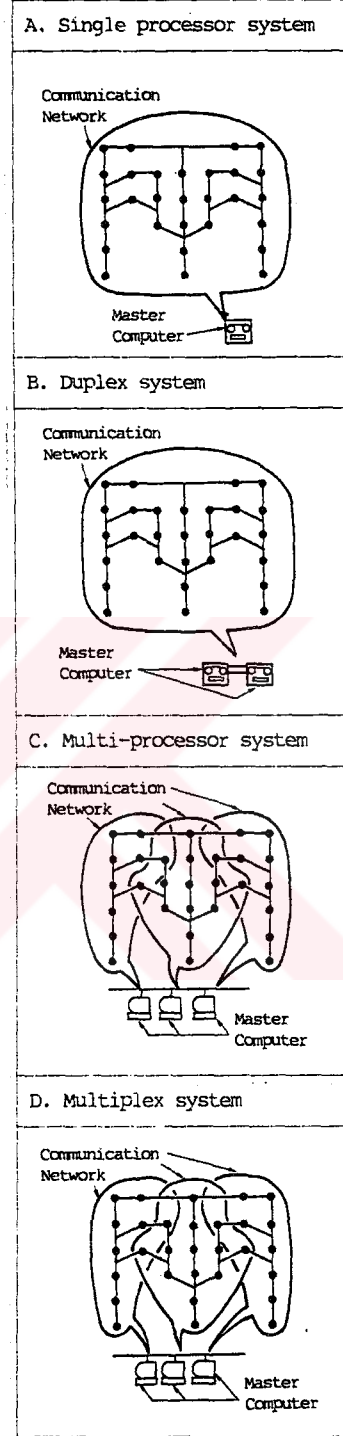 A. Single processor system
Communication
Network
Master
Computer
B. Duplex system
Communication
Network
Master
Computer
C. Multi-processor system
Communication
Network
Master
Computer
D. Multiplex system
Communication
Network
Master
Computer